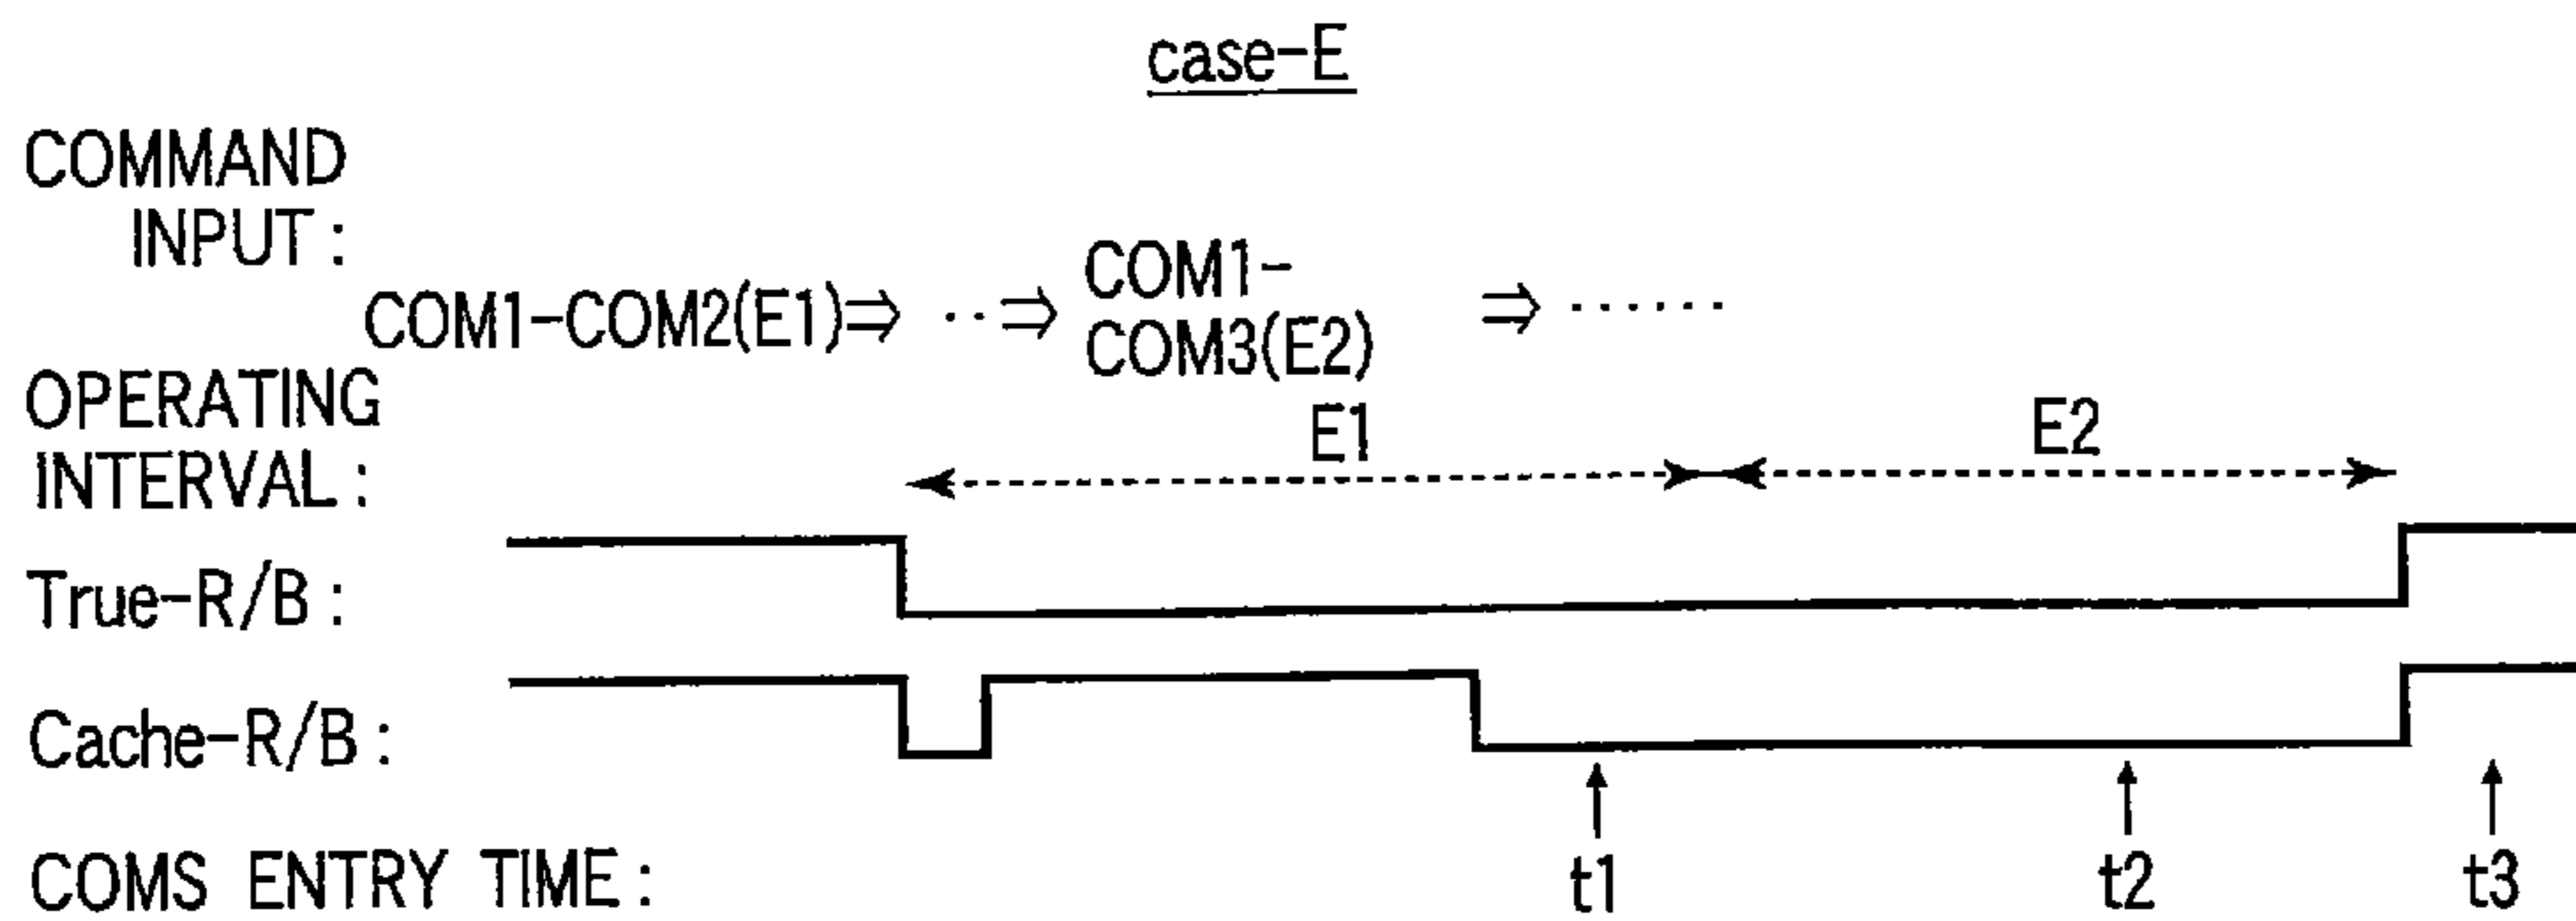 case-E
COMMAND
INPUT :
COM1-COM2(E1)⇒ ‥⇒ COM1-
COM3(E2) ⇒ ‥‥‥
OPERATING
INTERVAL :
E1
E2
True-R/B :
Cache-R/B :
COMS ENTRY TIME :
t1
t2
t3